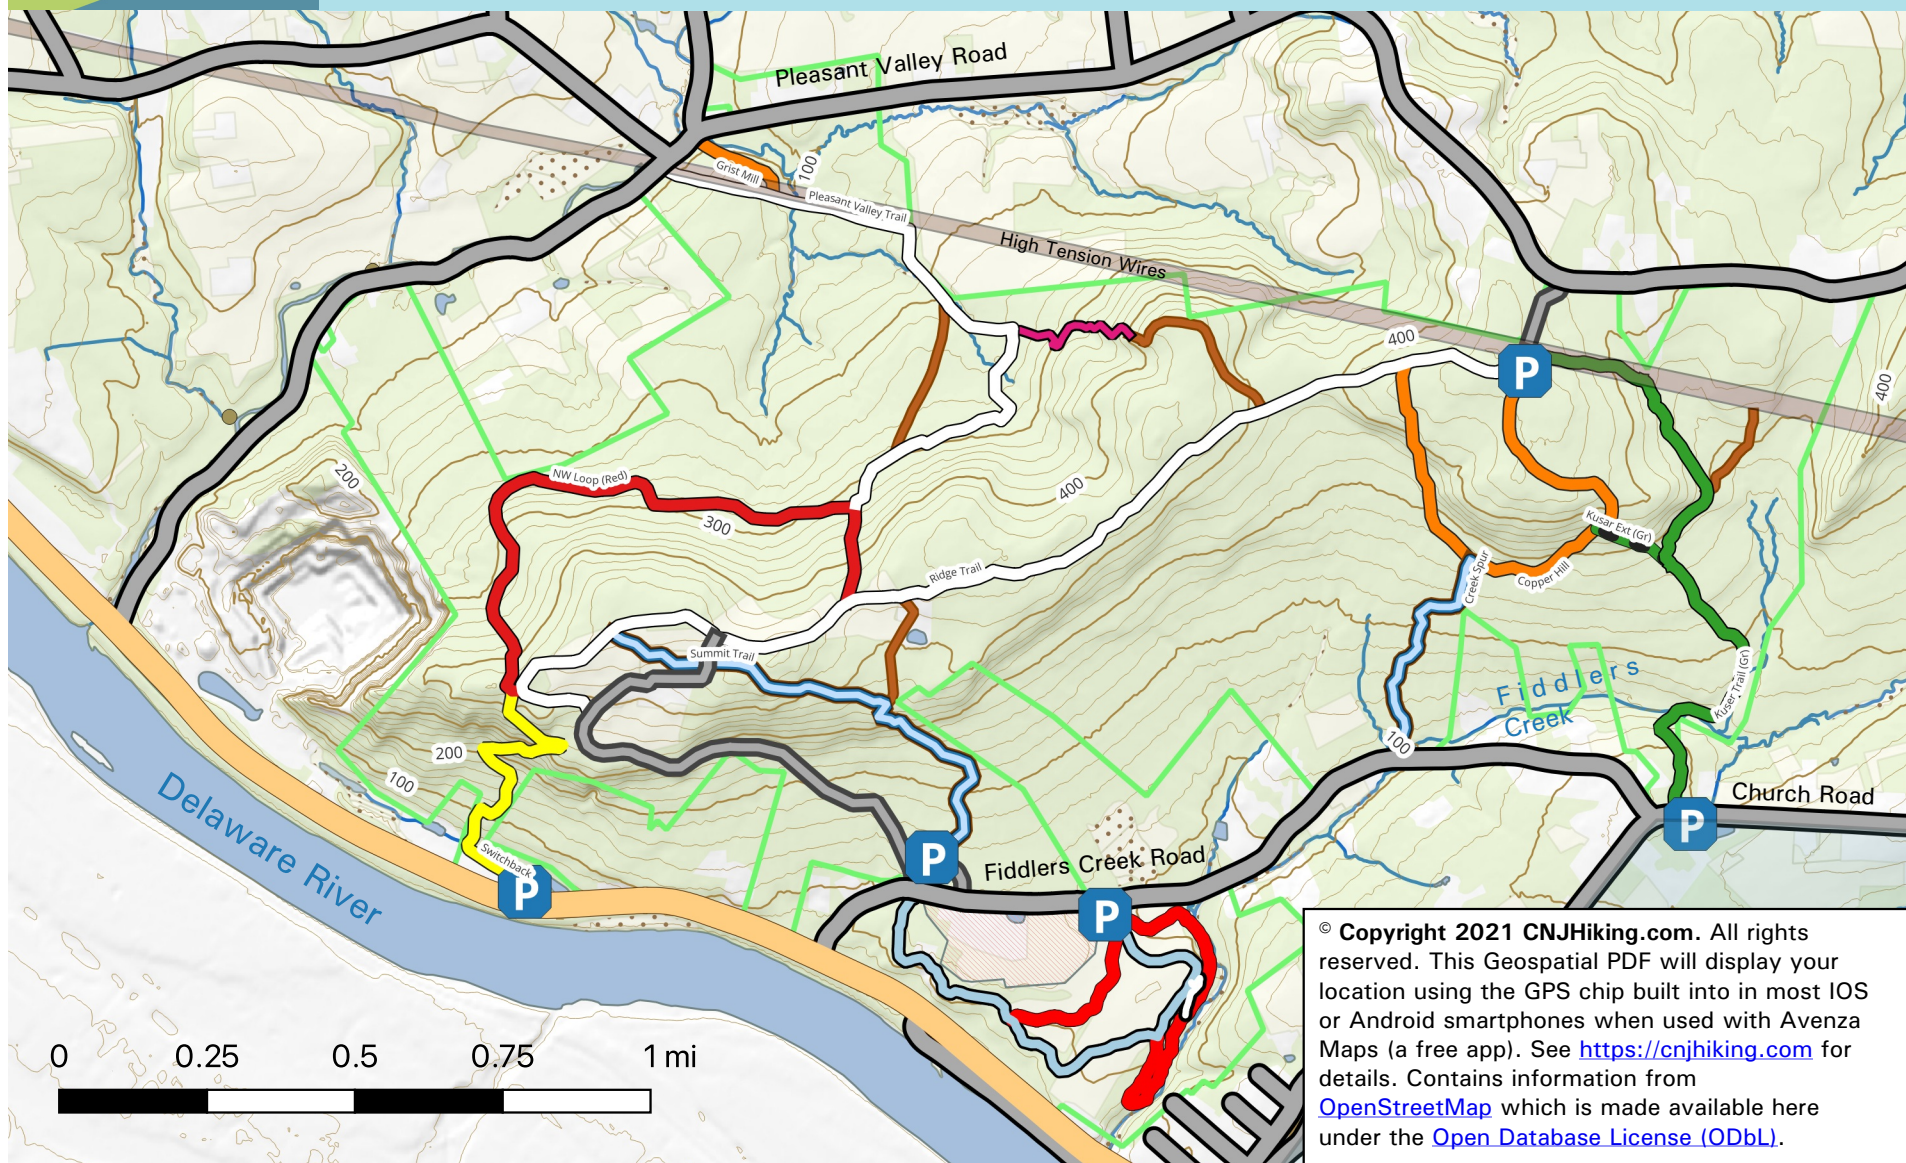 Pleasant Valley Road
Grist Mill
100
Pleasant Valley Trail
High Tension Wires
400
P
400
200
NW Loop (Red)
300
400
Kusar Ext (Gr)
Ridge Trail
Creek Spur
Copper Hill
Summit Trail
Fiddlers
Creek
Kuser Trail (Gr)
200
100
100
Delaware River
Switchback
P
P
Fiddlers Creek Road
P
Church Road
P
0 0.25 0.5 0.75 1 mi
© Copyright 2021 CNJHiking.com. All rights
reserved. This Geospatial PDF will display your
location using the GPS chip built into in most IOS
or Android smartphones when used with Avenza
Maps (a free app). See https://cnjhiking.com for
details. Contains information from
OpenStreetMap which is made available here
under the Open Database License (ODbL).